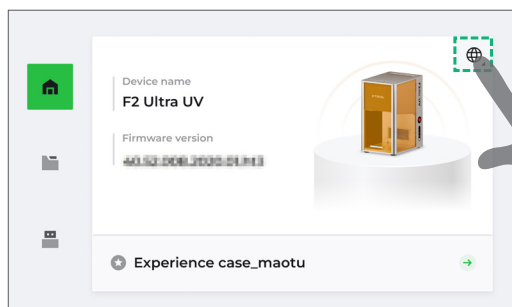 Device name
F2 Ultra UV
Firmware version
Experience case_maotu